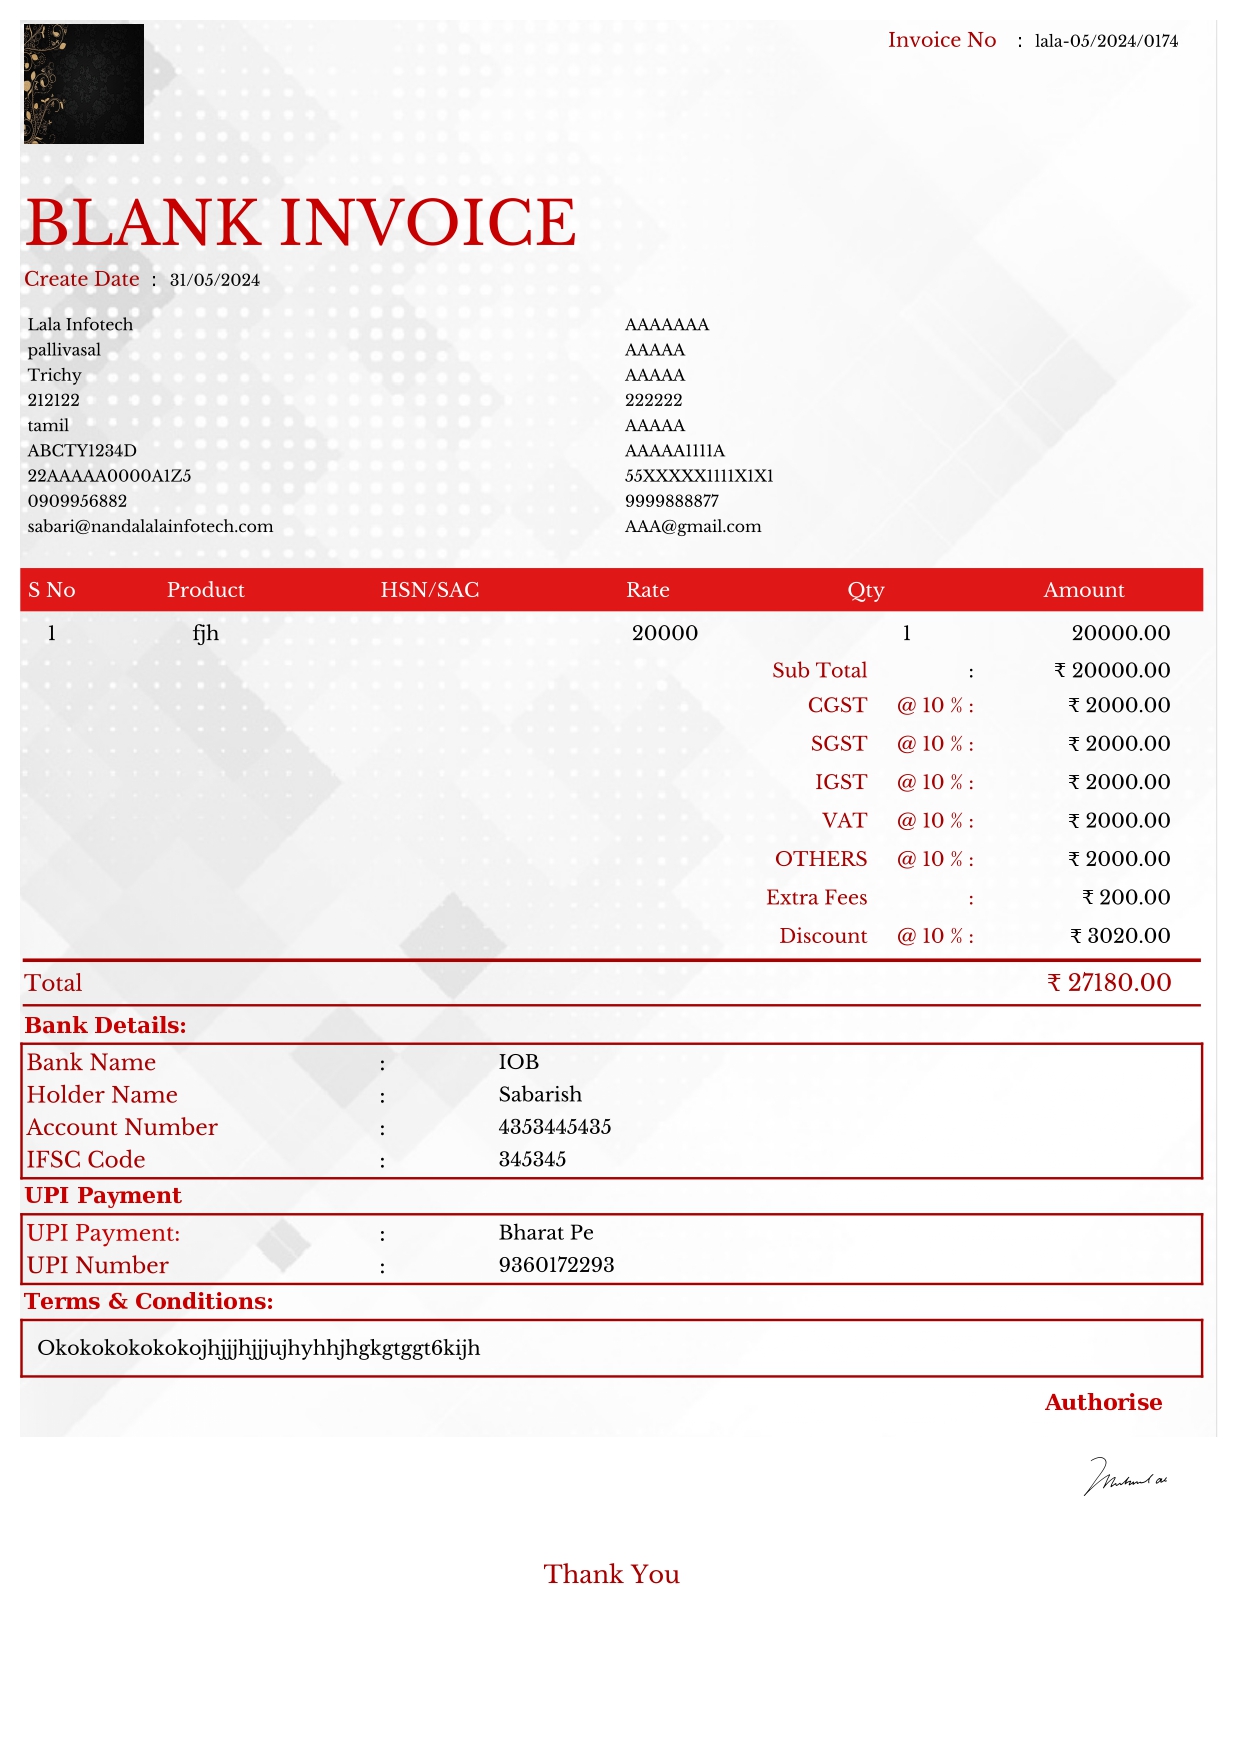 Invoice No : lala-05/2024/0174
BLANK INVOICE
Create Date : 31/05/2024
Lala Infotech AAAAAAA
pallivasal AAAAA
Trichy AAAAA
212122 222222
tamil AAAAA
ABCTY1234D AAAAA1111A
22AAAAA0000A1Z5 55XXXXX1111X1X1
0909956882 9999888877
sabari@nandalalainfotech.com AAA@gmail.com
S No Product HSN/SAC Rate Qty Amount
1 fjh 20000 1 20000.00
Sub Total : ₹ 20000.00
CGST @ 10 % : ₹ 2000.00
SGST @ 10 % : ₹ 2000.00
IGST @ 10 % : ₹ 2000.00
VAT @ 10 % : ₹ 2000.00
OTHERS @ 10 % : ₹ 2000.00
Extra Fees : ₹ 200.00
Discount @ 10 % : ₹ 3020.00
Total ₹ 27180.00
Bank Details:
Bank Name : IOB
Holder Name : Sabarish
Account Number : 4353445435
IFSC Code : 345345
UPI Payment
UPI Payment: : Bharat Pe
UPI Number : 9360172293
Terms & Conditions:
Okokokokokokojhjjjhjjjujhyhhjhgkgtggt6kijh
Authorise
Thank You